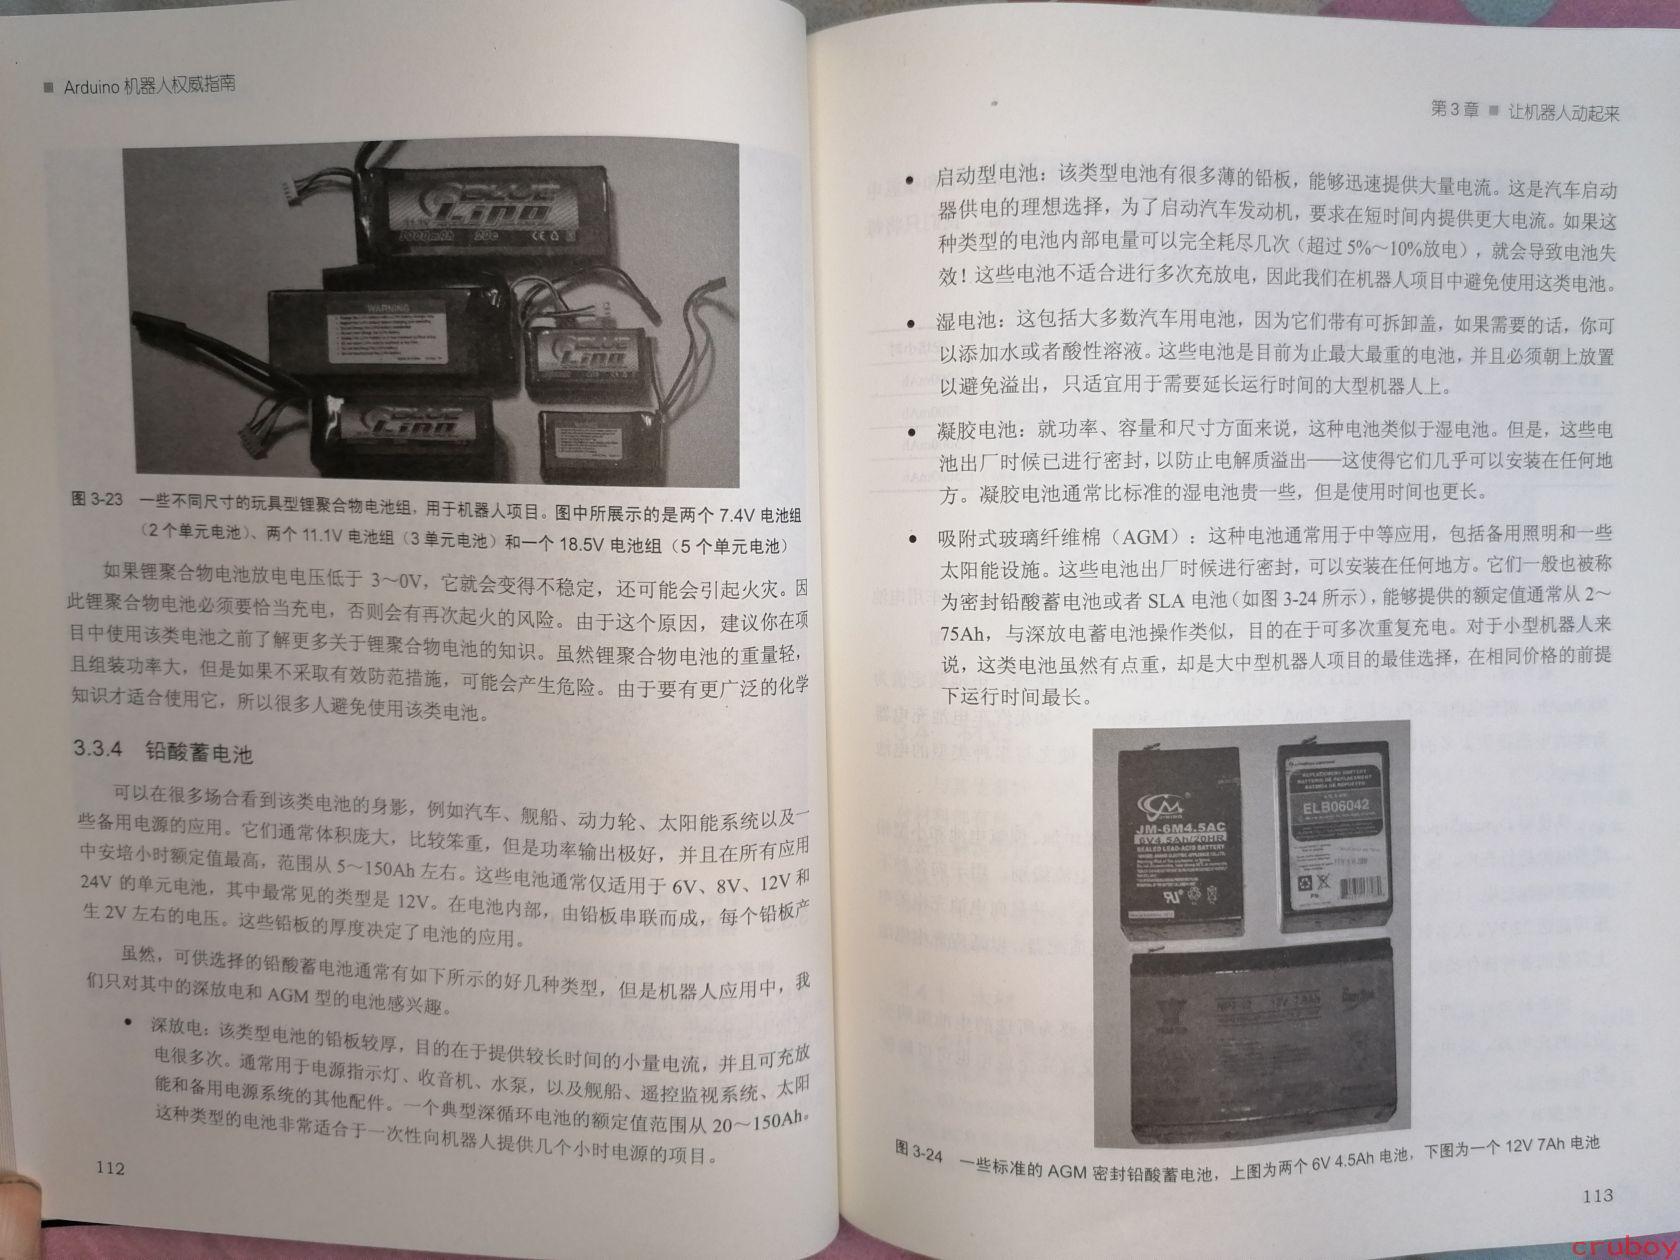 ■ Arduino 机器人权威指南
BLUE
Lipo
11.1V
20c
WARNING
BLUE
Lipo
BLUE
Lipo
图 3-23 一些不同尺寸的玩具型锂聚合物电池组，用于机器人项目。图中所展示的是两个 7.4V 电池组
（2 个单元电池）、两个 11.1V 电池组（3 单元电池）和一个 18.5V 电池组（5 个单元电池）
如果锂聚合物电池放电电压低于 3～0V，它就会变得不稳定，还可能会引起火灾。因
此锂聚合物电池必须要恰当充电，否则会有再次起火的风险。由于这个原因，建议你在项
目中使用该类电池之前了解更多关于锂聚合物电池的知识。虽然锂聚合物电池的重量轻，
且组装功率大，但是如果不采取有效防范措施，可能会产生危险。由于要有更广泛的化学
知识才适合使用它，所以很多人避免使用该类电池。
3.3.4 铅酸蓄电池
可以在很多场合看到该类电池的身影，例如汽车、舰船、动力轮、太阳能系统以及一
些备用电源的应用。它们通常体积庞大，比较笨重，但是功率输出极好，并且在所有应用
中安培小时额定值最高，范围从 5～150Ah 左右。这些电池通常仅适用于 6V、8V、12V 和
24V 的单元电池，其中最常见的类型是 12V。在电池内部，由铅板串联而成，每个铅板产
生 2V 左右的电压。这些铅板的厚度决定了电池的应用。
虽然，可供选择的铅酸蓄电池通常有如下所示的好几种类型，但是机器人应用中，我
们只对其中的深放电和 AGM 型的电池感兴趣。
• 深放电：该类型电池的铅板较厚，目的在于提供较长时间的小量电流，并且可充放
电很多次。通常用于电源指示灯、收音机、水泵，以及舰船、遥控监视系统、太阳
能和备用电源系统的其他配件。一个典型深循环电池的额定值范围从 20～150Ah。
这种类型的电池非常适合于一次性向机器人提供几个小时电源的项目。
112
第 3 章 ■ 让机器人动起来
• 启动型电池：该类型电池有很多薄的铅板，能够迅速提供大量电流。这是汽车启动
器供电的理想选择，为了启动汽车发动机，要求在短时间内提供更大电流。如果这
种类型的电池内部电量可以完全耗尽几次（超过 5%～10%放电），就会导致电池失
效！这些电池不适合进行多次充放电，因此我们在机器人项目中避免使用这类电池。
• 湿电池：这包括大多数汽车用电池，因为它们带有可拆卸盖，如果需要的话，你可
以添加水或者酸性溶液。这些电池是目前为止最大最重的电池，并且必须朝上放置
以避免溢出，只适宜用于需要延长运行时间的大型机器人上。
• 凝胶电池：就功率、容量和尺寸方面来说，这种电池类似于湿电池。但是，这些电
池出厂时候已进行密封，以防止电解质溢出——这使得它们几乎可以安装在任何地
方。凝胶电池通常比标准的湿电池贵一些，但是使用时间也更长。
• 吸附式玻璃纤维棉（AGM）：这种电池通常用于中等应用，包括备用照明和一些
太阳能设施。这些电池出厂时候进行密封，可以安装在任何地方。它们一般也被称
为密封铅酸蓄电池或者 SLA 电池（如图 3-24 所示），能够提供的额定值通常从 2～
75Ah，与深放电蓄电池操作类似，目的在于可多次重复充电。对于小型机器人来
说，这类电池虽然有点重，却是大中型机器人项目的最佳选择，在相同价格的前提
下运行时间最长。
JM-6M4.5AC
6V4.5Ah/20HR
SEALED LEAD-ACID BATTERY
REPLACEMENT BATTERY
ELB06042
Pb
图 3-24 一些标准的 AGM 密封铅酸蓄电池，上图为两个 6V 4.5Ah 电池，下图为一个 12V 7Ah 电池
113
cruboy